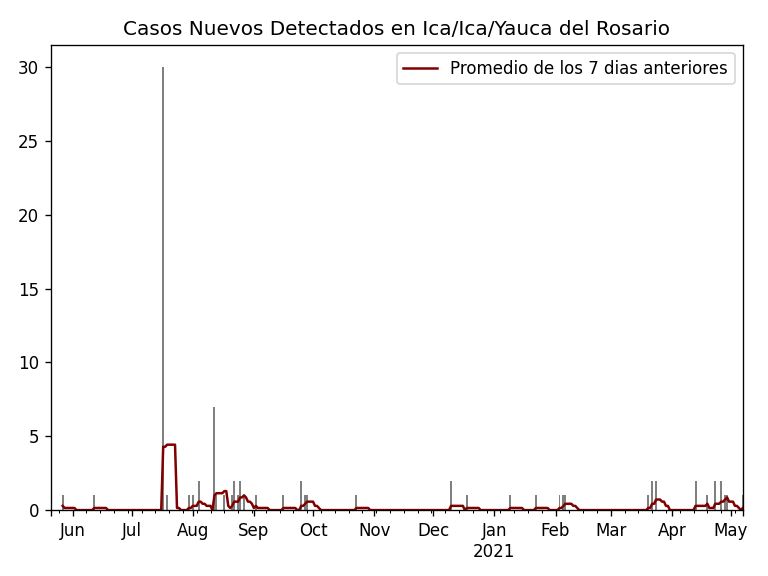 Casos Nuevos Detectados en Ica/Ica/Yauca del Rosario
Promedio de los 7 dias anteriores
30
25
20
15
10
5
0
Jun Jul Aug Sep Oct Nov Dec Jan Feb Mar Apr May
2021